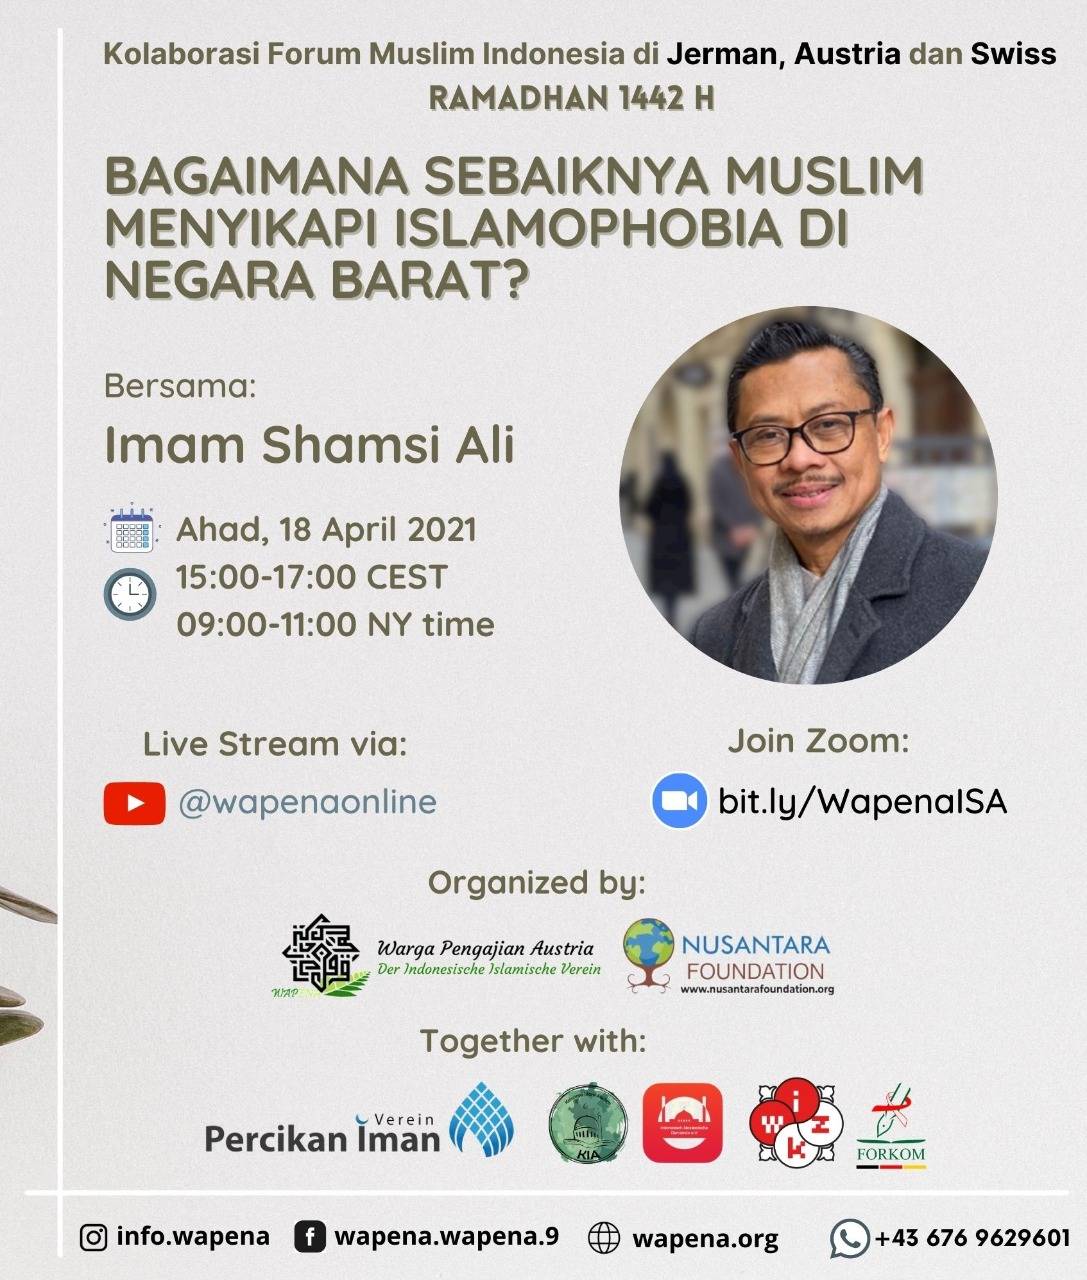 Kolaborasi Forum Muslim Indonesia di Jerman, Austria dan Swiss
RAMADHAN 1442 H
BAGAIMANA SEBAIKNYA MUSLIM
MENYIKAPI ISLAMOPHOBIA DI
NEGARA BARAT?
Bersama:
Imam Shamsi Ali
Ahad, 18 April 2021
15:00-17:00 CEST
09:00-11:00 NY time
Live Stream via:
@wapenaonline
Join Zoom:
bit.ly/WapenaISA
Organized by:
Warga Pengajian Austria
Der Indonesische Islamische Verein
WAPENA
NUSANTARA
FOUNDATION
www.nusantarafoundation.org
Together with:
Verein
Percikan Iman
KIA
i
w z
k
FORKOM
info.wapena
wapena.wapena.9
wapena.org
+43 676 9629601